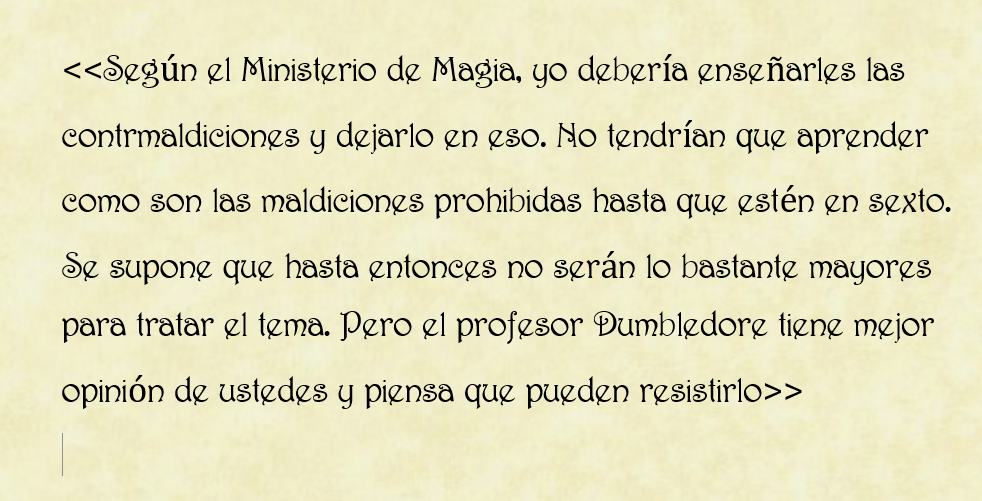 <<Según el Ministerio de Magia, yo debería enseñarles las
contrmaldiciones y dejarlo en eso. No tendrían que aprender
como son las maldiciones prohibidas hasta que estén en sexto.
Se supone que hasta entonces no serán lo bastante mayores
para tratar el tema. Pero el profesor Dumbledore tiene mejor
opinión de ustedes y piensa que pueden resistirlo>>